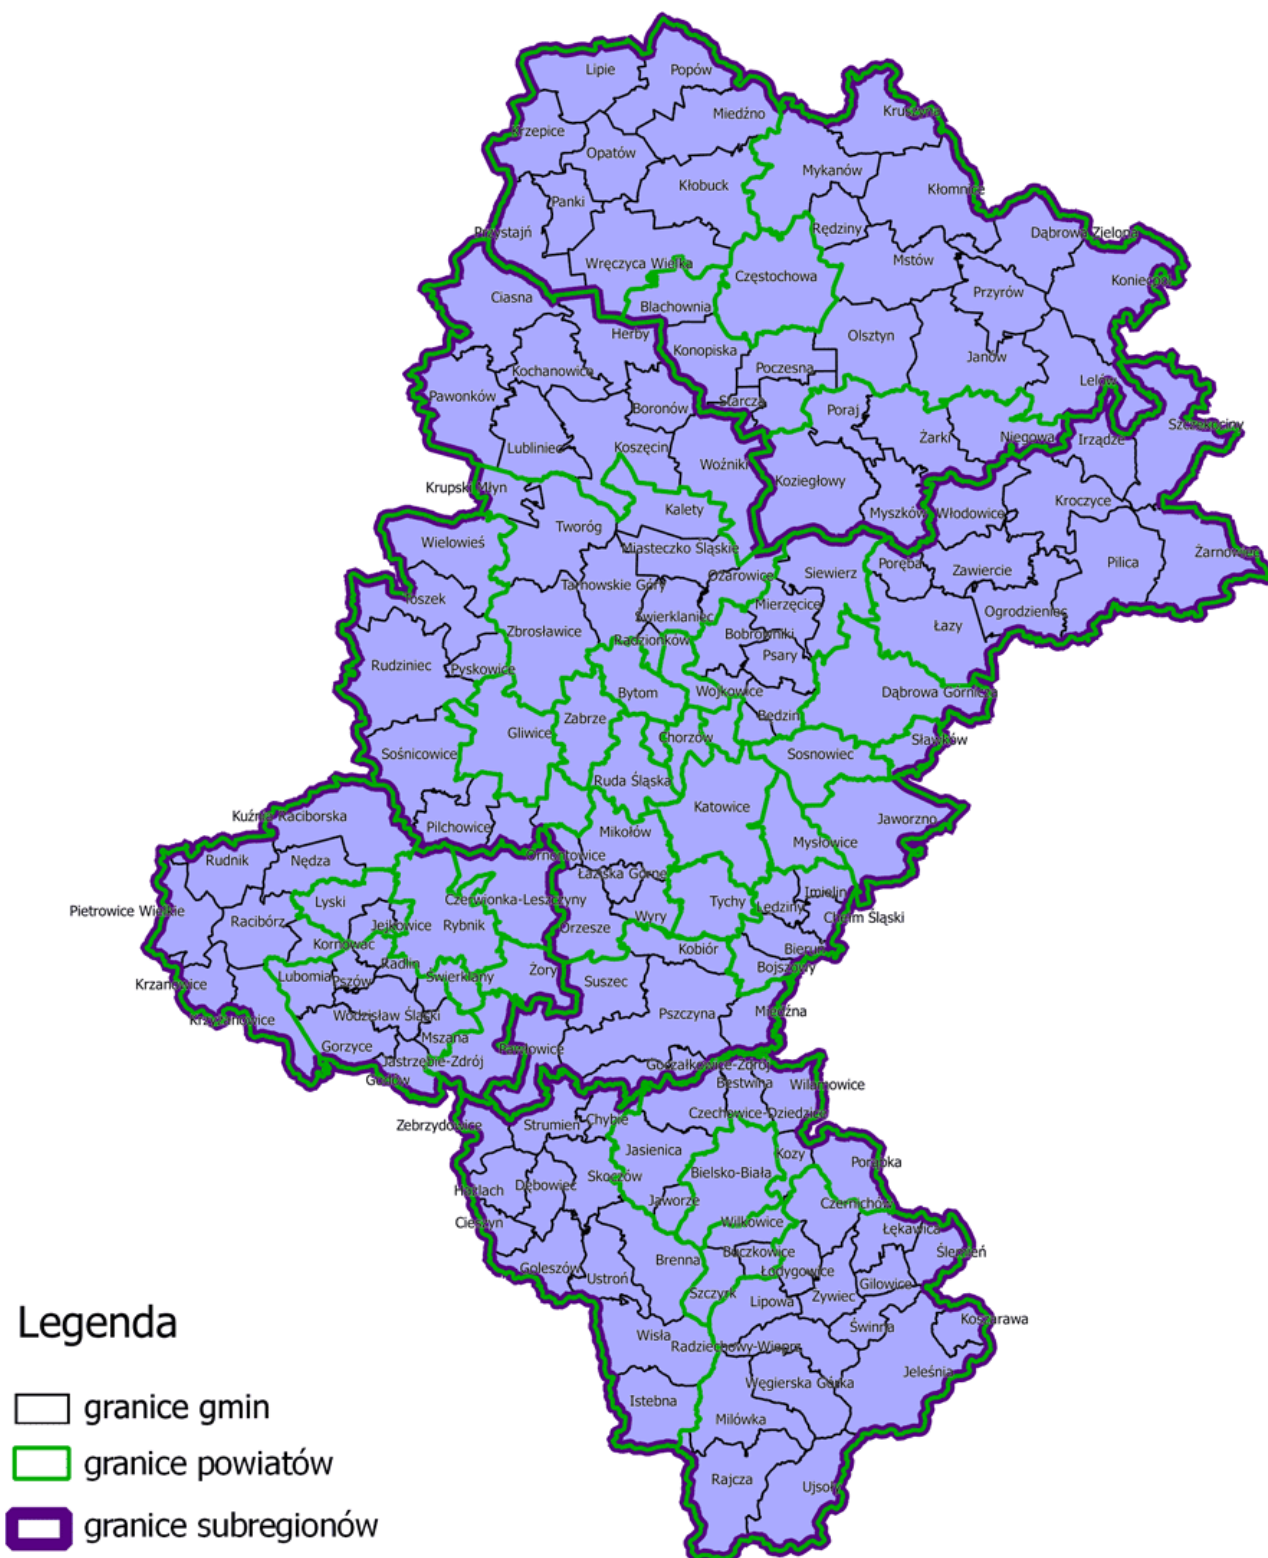 Lipie
Popów
Miedźno
Kruszyna
Krzepice
Opatów
Mykanów
Kłobuck
Kłomnice
Panki
Rędziny
Przystajń
Dąbrowa Zielona
Wręczyca Wielka
Mstów
Częstochowa
Koniecpol
Przyrów
Ciasna
Blachownia
Herby
Olsztyn
Konopiska
Janów
Kochanowice
Poczesna
Lelów
Pawonków
Starcza
Boronów
Poraj
Szczekociny
Żarki
Niegowa
Irządze
Lubliniec
Koszęcin
Woźniki
Koziegłowy
Krupski Młyn
Kroczyce
Kalety
Myszków
Włodowice
Tworóg
Wielowieś
Miasteczko Śląskie
Żarnowiec
Poręba
Pilica
Zawiercie
Siewierz
Ożarowice
Tarnowskie Góry
Toszek
Mierzęcice
Ogrodzieniec
Świerklaniec
Łazy
Zbrosławice
Bobrowniki
Radzionków
Psary
Rudziniec
Pyskowice
Bytom
Wojkowice
Dąbrowa Górnicza
Będzin
Zabrze
Gliwice
Chorzów
Sławków
Sośnicowice
Sosnowiec
Ruda Śląska
Katowice
Kuźnia Raciborska
Jaworzno
Pilchowice
Mikołów
Mysłowice
Ornontowice
Rudnik
Nędza
Łaziska Górne
Imielin
Lyski
Czerwionka-Leszczyny
Tychy
Lędziny
Pietrowice Wielkie
Wyry
Chełm Śląski
Racibórz
Jejkowice
Rybnik
Orzesze
Kornowac
Kobiór
Bieruń
Radlin
Bojszowy
Żory
Lubomia
Pszów
Świerklany
Suszec
Krzanowice
Miedźna
Krzyżanowice
Wodzisław Śląski
Pszczyna
Mszana
Gorzyce
Pawłowice
Jastrzębie-Zdrój
Goczałkowice-Zdrój
Godów
Bestwina
Wilamowice
Zebrzydowice
Strumień
Chybie
Czechowice-Dziedzice
Jasienica
Kozy
Porąbka
Bielsko-Biała
Skoczów
Dębowiec
Hażlach
Jaworze
Czernichów
Cieszyn
Wilkowice
Łękawica
Buczkowice
Ślemień
Brenna
Goleszów
Łodygowice
Ustroń
Gilowice
Szczyrk
Żywiec
Lipowa
Koszarawa
Legenda
Świnna
Wisła
Radziechowy-Wieprz
Jeleśnia
Węgierska Górka
Istebna
granice gmin
Milówka
granice powiatów
Rajcza
Ujsoły
granice subregionów